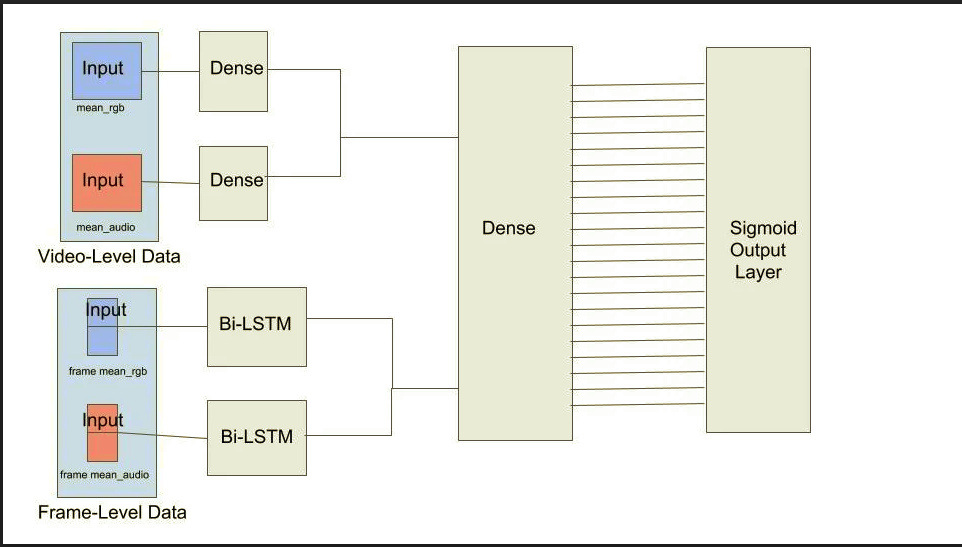 Input
mean_rgb
Dense
Input
mean_audio
Dense
Video-Level Data
Input
frame mean_rgb
Bi-LSTM
Input
frame mean_audio
Bi-LSTM
Frame-Level Data
Dense
Sigmoid
Output
Layer